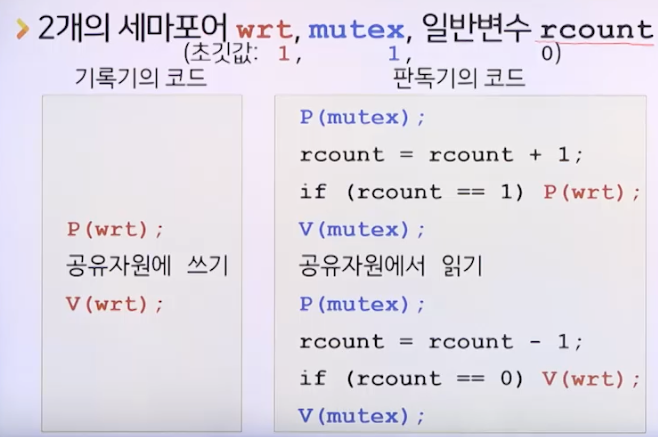 2개의 세마포어 wrt, mutex, 일반변수 rcount
(초깃값: 1, 1, 0)
기록기의 코드
P(wrt);
공유자원에 쓰기
V(wrt);
판독기의 코드
P(mutex);
rcount = rcount + 1;
if (rcount == 1) P(wrt);
V(mutex);
공유자원에서 읽기
P(mutex);
rcount = rcount - 1;
if (rcount == 0) V(wrt);
V(mutex);